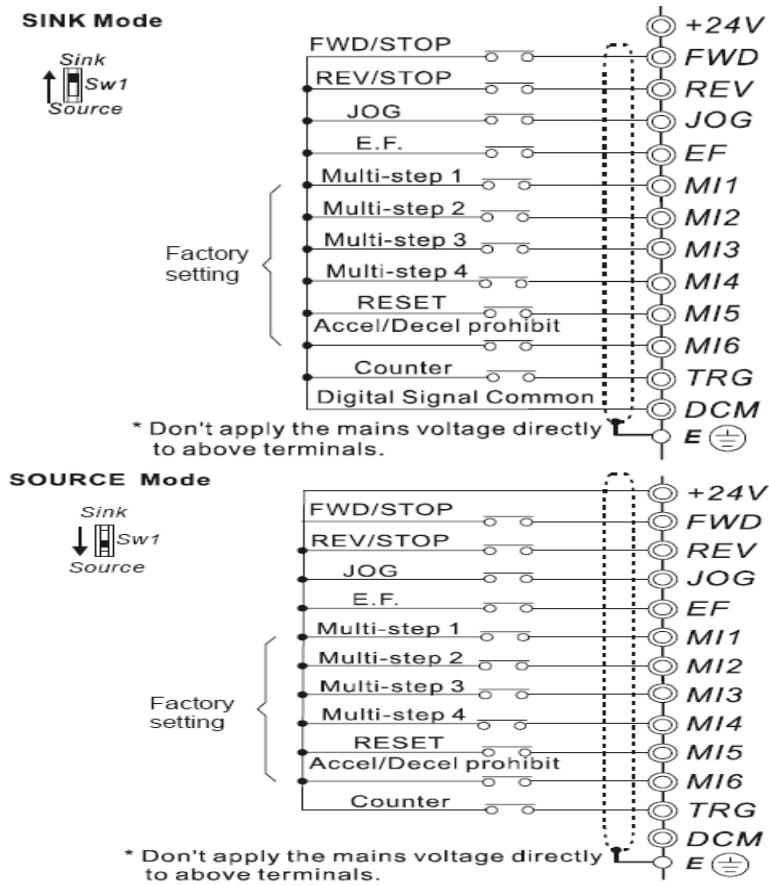 SINK Mode
Sink
Sw1
Source
+24V
FWD/STOP
FWD
REV/STOP
REV
JOG
JOG
E.F.
EF
Multi-step 1
MI1
Multi-step 2
MI2
Multi-step 3
MI3
Multi-step 4
MI4
Factory
setting
RESET
MI5
Accel/Decel prohibit
MI6
Counter
TRG
Digital Signal Common
DCM
* Don't apply the mains voltage directly
to above terminals.
E
SOURCE Mode
Sink
Sw1
Source
+24V
FWD/STOP
FWD
REV/STOP
REV
JOG
JOG
E.F.
EF
Multi-step 1
MI1
Multi-step 2
MI2
Multi-step 3
MI3
Multi-step 4
MI4
Factory
setting
RESET
MI5
Accel/Decel prohibit
MI6
Counter
TRG
DCM
* Don't apply the mains voltage directly
to above terminals.
E